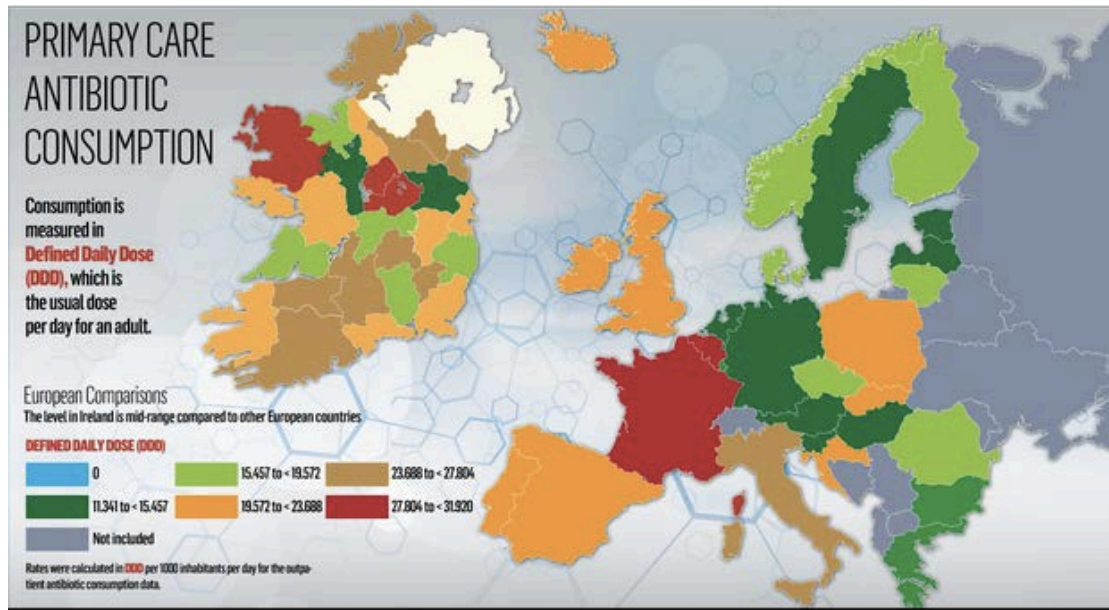 PRIMARY CARE
ANTIBIOTIC
CONSUMPTION
Consumption is
measured in
Defined Daily Dose
(DDD), which is
the usual dose
per day for an adult.
European Comparisons
The level in Ireland is mid-range compared to other European countries
DEFINED DAILY DOSE (DDD)
0
15.457 to < 19.572
23.688 to < 27.804
11.341 to < 15.457
19.572 to < 23.688
27.804 to < 31.920
Not included
Rates were calculated in DDD per 1000 inhabitants per day for the outpa-
tient antibiotic consumption data.